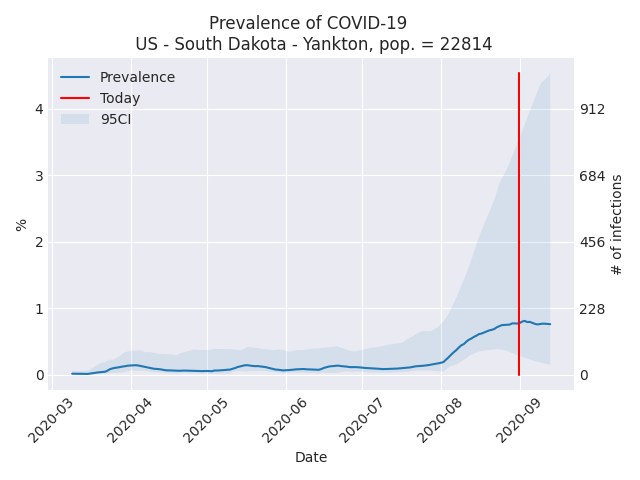 Prevalence of COVID-19
US - South Dakota - Yankton, pop. = 22814
Prevalence
Today
95CI
4
3
2
1
0
%
912
684
456
228
0
# of infections
2020-03
2020-04
2020-05
2020-06
2020-07
2020-08
2020-09
Date